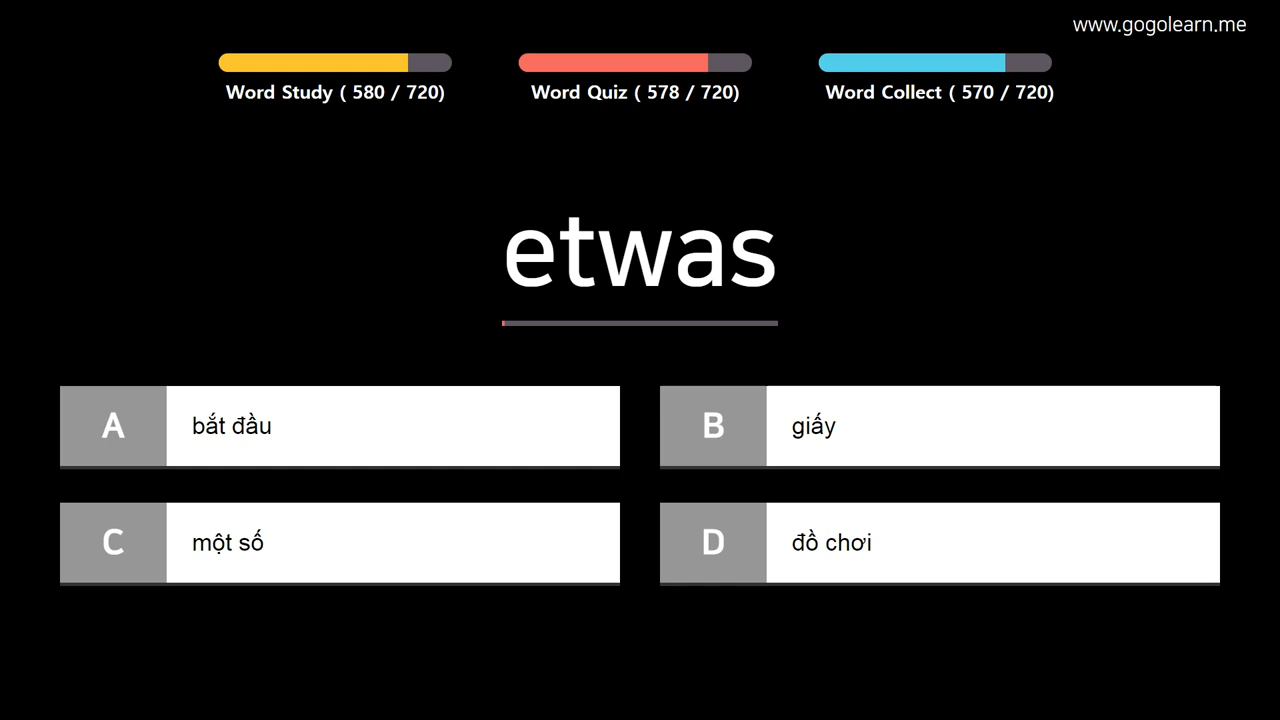 www.gogolearn.me
Word Study ( 580 / 720)
Word Quiz ( 578 / 720)
Word Collect ( 570 / 720)
etwas
A bắt đầu
B giấy
C một số
D đồ chơi